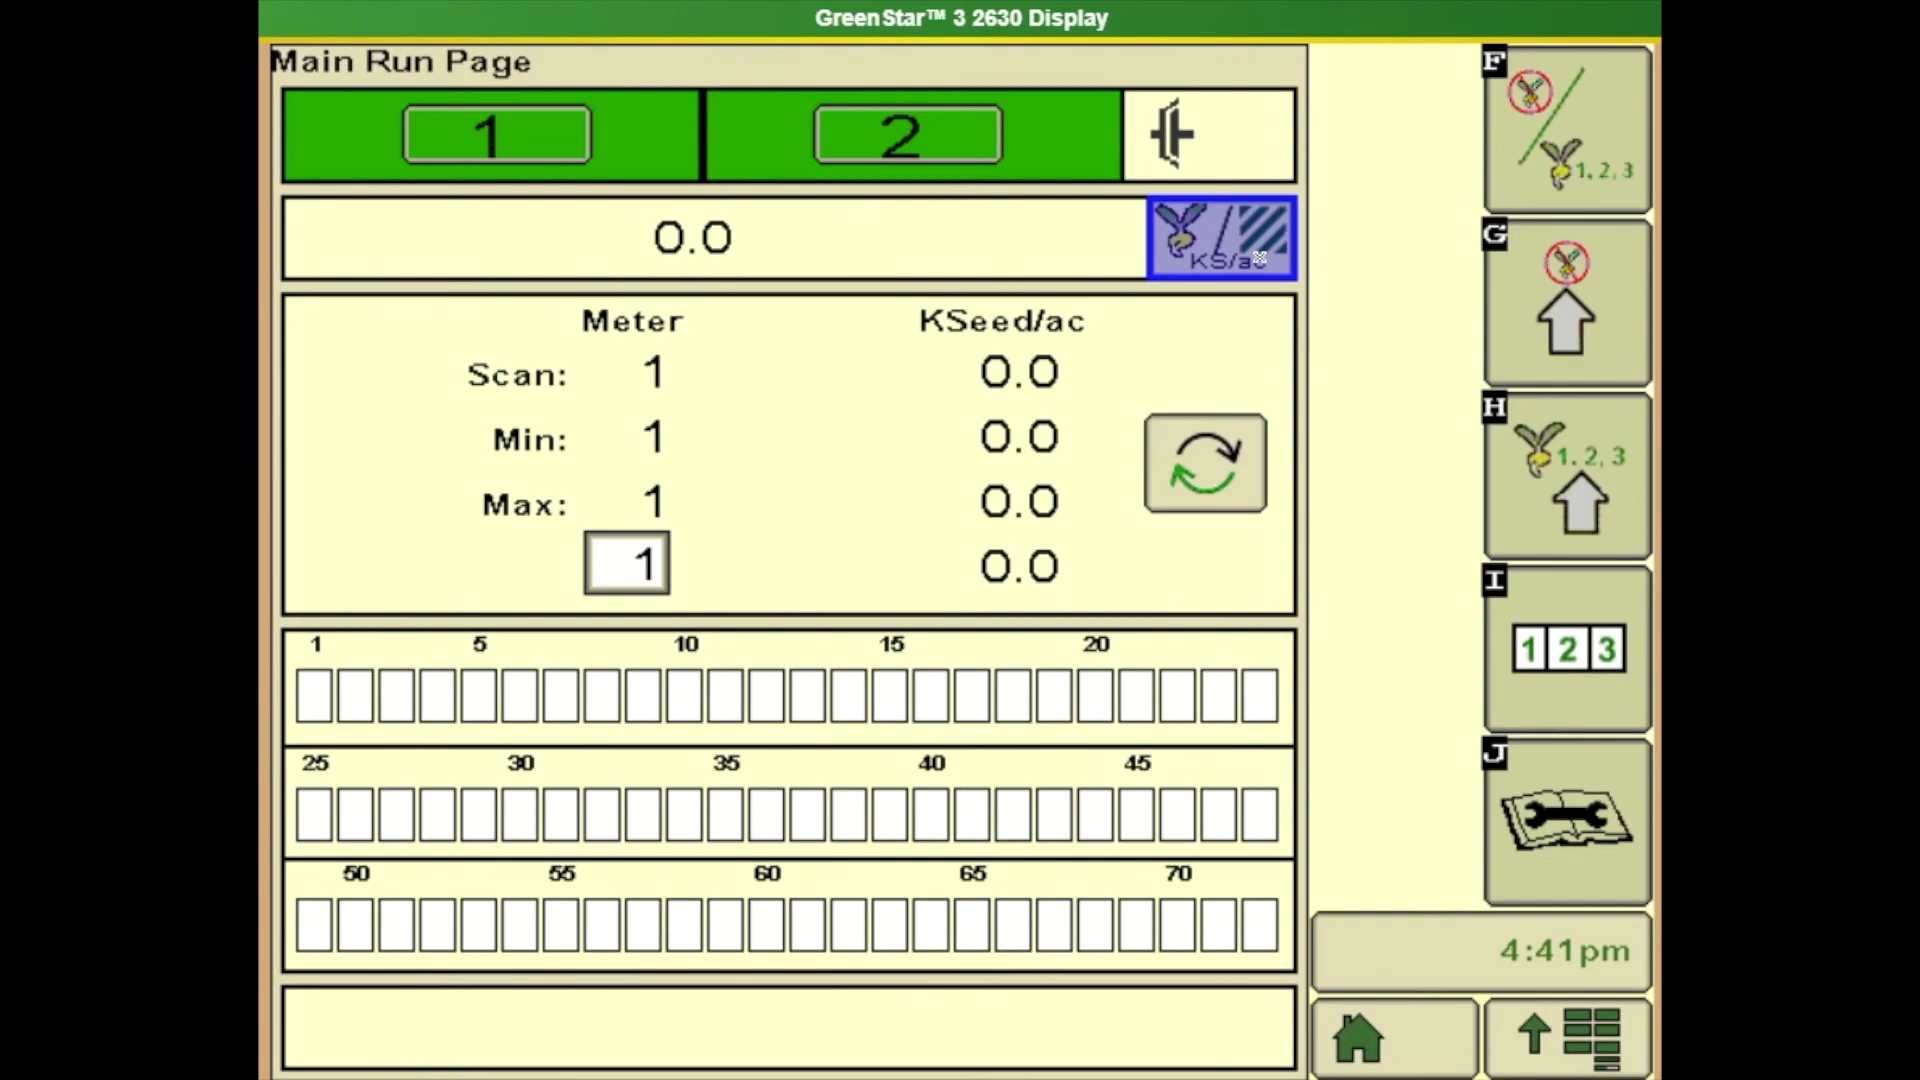 GreenStar™ 3 2630 Display
Main Run Page
1 2
0.0 KS/ac
Meter KSeed/ac
Scan: 1 0.0
Min: 1 0.0
Max: 1 0.0
1 0.0
1 5 10 15 20
25 30 35 40 45
50 55 60 65 70
F
1, 2, 3
G
H
1, 2, 3
I
1 2 3
J
4:41pm